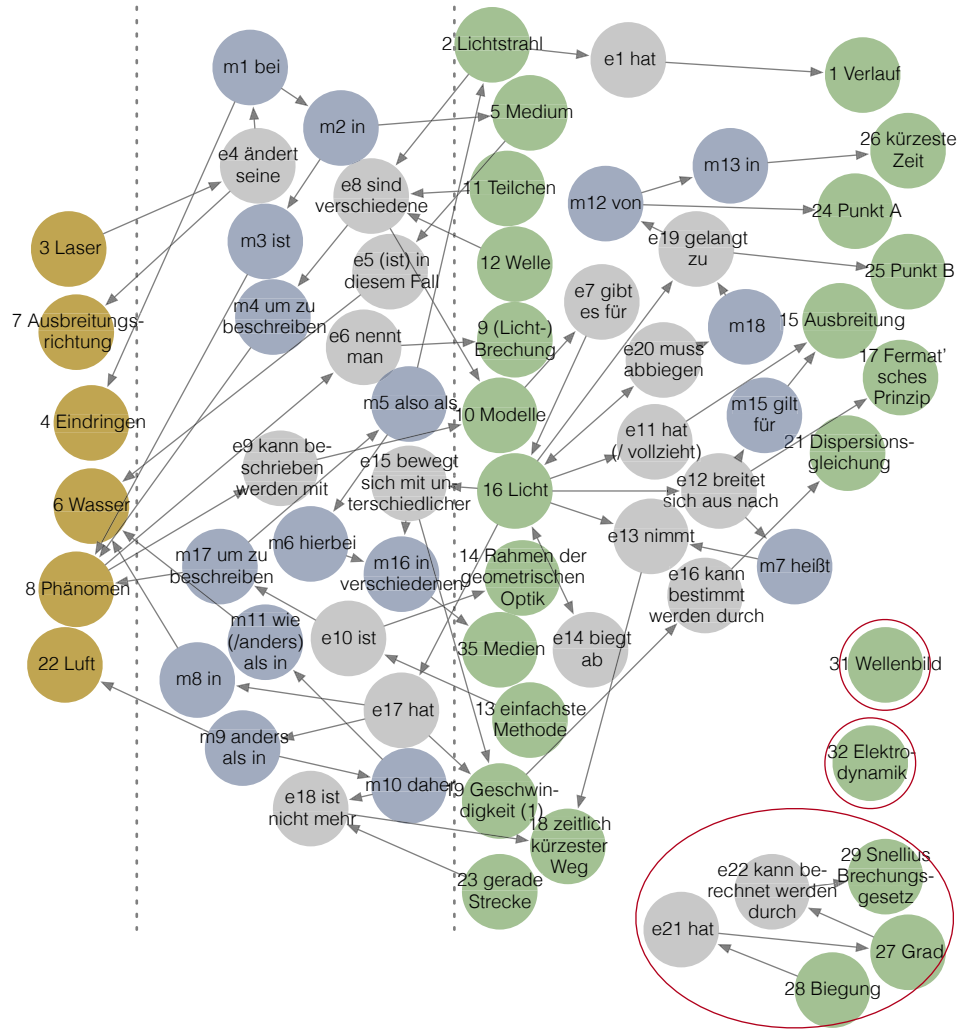 m1 bei
2 Lichtstrahl
e1 hat
1 Verlauf
5 Medium
m2 in
26 kürzeste
Zeit
e4 ändert
seine
m13 in
e8 sind
verschiedene
11 Teilchen
m12 von
24 Punkt A
3 Laser
m3 ist
e19 gelangt
zu
e5 (ist) in
diesem Fall
12 Welle
25 Punkt B
7 Ausbreitungs-
richtung
m4 um zu
beschreiben
e7 gibt
es für
m18
15 Ausbreitung
e6 nennt
man
9 (Licht-)
Brechung
e20 muss
abbiegen
17 Fermat'
sches
Prinzip
m5 also als
10 Modelle
m15 gilt
für
4 Eindringen
e9 kann be-
schrieben
werden mit
e11 hat
(/ vollzieht)
21 Dispersions-
gleichung
e15 bewegt
sich mit un-
terschiedlicher
16 Licht
e12 breitet
sich aus nach
6 Wasser
e13 nimmt
m6 hierbei
m17 um zu
beschreiben
m16 in
verschiedenen
14 Rahmen der
geometrischen
Optik
m7 heißt
8 Phänomen
e16 kann
bestimmt
werden durch
m11 wie
(/anders)
als in
e10 ist
35 Medien
e14 biegt
ab
22 Luft
m8 in
31 Wellenbild
e17 hat
13 einfachste
Methode
m9 anders
als in
32 Elektro-
dynamik
m10 daher
19 Geschwin-
digkeit (1)
e18 ist
nicht mehr
18 zeitlich
kürzester
Weg
23 gerade
Strecke
29 Snellius
Brechungs-
gesetz
e22 kann be-
rechnet werden
durch
e21 hat
27 Grad
28 Biegung